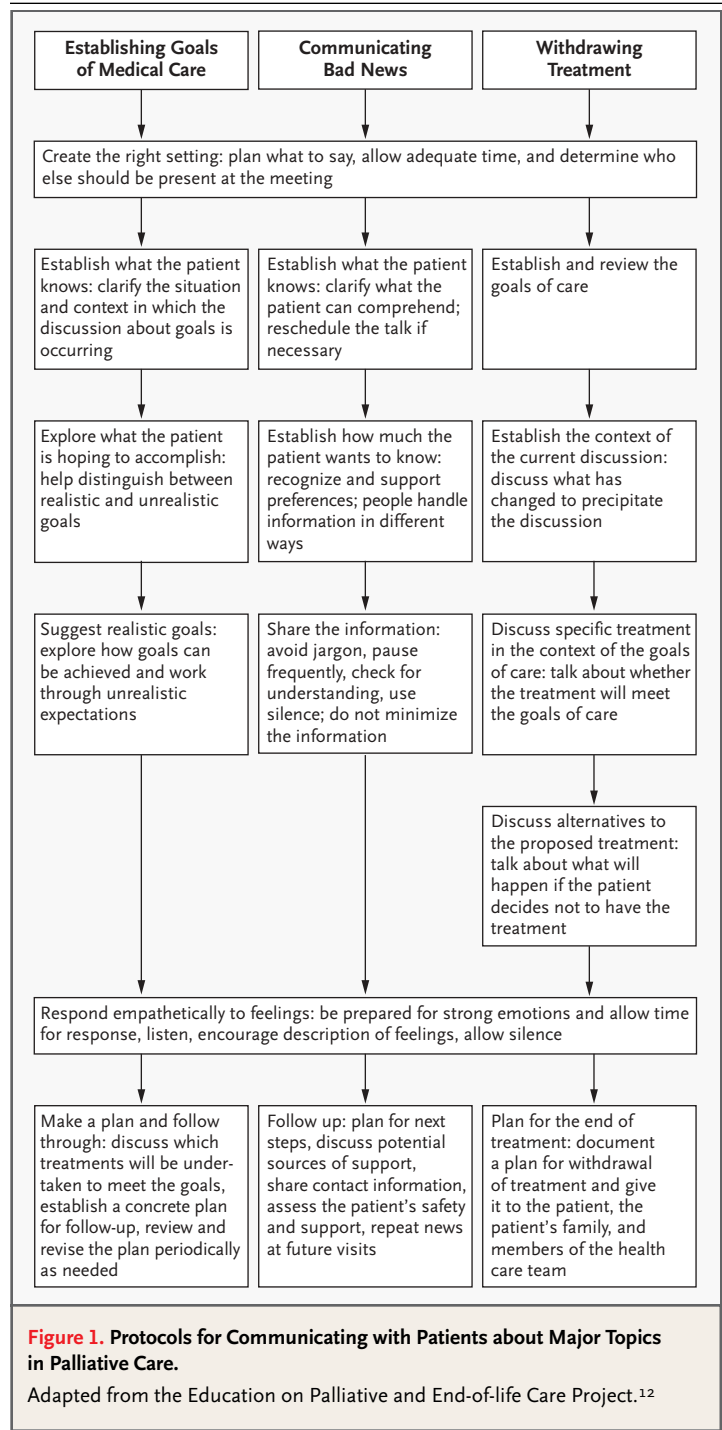 Establishing Goals
of Medical Care
Communicating
Bad News
Withdrawing
Treatment
Create the right setting: plan what to say, allow adequate time, and determine who
else should be present at the meeting
Establish what the patient
knows: clarify the situation
and context in which the
discussion about goals is
occurring
Establish what the patient
knows: clarify what the
patient can comprehend;
reschedule the talk if
necessary
Establish and review the
goals of care
Explore what the patient
is hoping to accomplish:
help distinguish between
realistic and unrealistic
goals
Establish how much the
patient wants to know:
recognize and support
preferences; people handle
information in different
ways
Establish the context of
the current discussion:
discuss what has
changed to precipitate
the discussion
Suggest realistic goals:
explore how goals can
be achieved and work
through unrealistic
expectations
Share the information:
avoid jargon, pause
frequently, check for
understanding, use
silence; do not minimize
the information
Discuss specific treatment
in the context of the goals
of care: talk about whether
the treatment will meet
the goals of care
Discuss alternatives to
the proposed treatment:
talk about what will
happen if the patient
decides not to have the
treatment
Respond empathetically to feelings: be prepared for strong emotions and allow time
for response, listen, encourage description of feelings, allow silence
Make a plan and follow
through: discuss which
treatments will be under-
taken to meet the goals,
establish a concrete plan
for follow-up, review and
revise the plan periodically
as needed
Follow up: plan for next
steps, discuss potential
sources of support,
share contact information,
assess the patient's safety
and support, repeat news
at future visits
Plan for the end of
treatment: document
a plan for withdrawal
of treatment and give
it to the patient, the
patient's family, and
members of the health
care team
Figure 1. Protocols for Communicating with Patients about Major Topics
in Palliative Care.
Adapted from the Education on Palliative and End-of-life Care Project.¹²